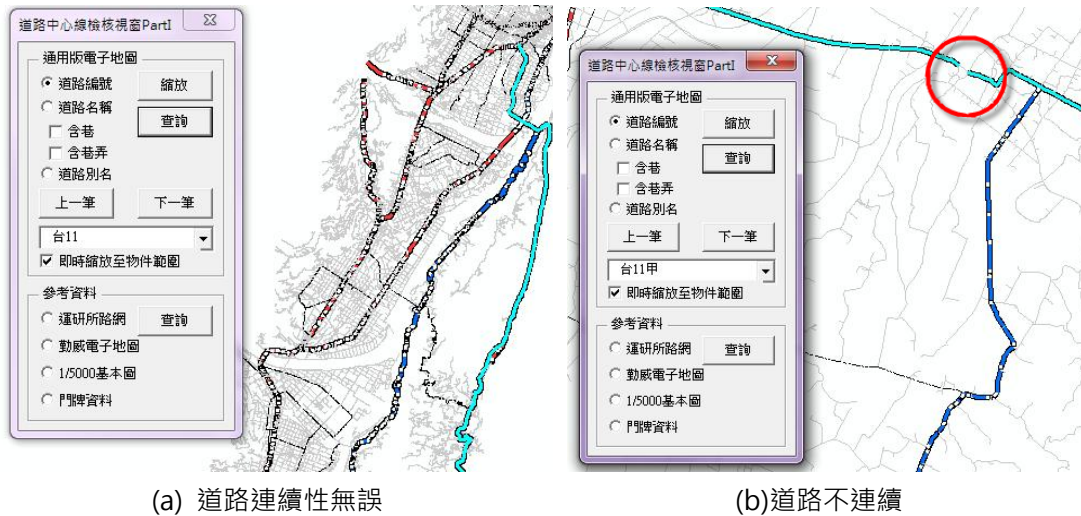 道路中心線檢核視窗PartI
通用版電子地圖
道路編號
縮放
道路名稱
查詢
含巷
含巷弄
道路別名
上一筆
下一筆
台11
即時縮放至物件範圍
參考資料
運研所路網
查詢
勤崴電子地圖
1/5000基本圖
門牌資料
道路中心線檢核視窗PartI
通用版電子地圖
道路編號
縮放
道路名稱
查詢
含巷
含巷弄
道路別名
上一筆
下一筆
台11甲
即時縮放至物件範圍
參考資料
運研所路網
查詢
勤崴電子地圖
1/5000基本圖
門牌資料
(a) 道路連續性無誤
(b)道路不連續